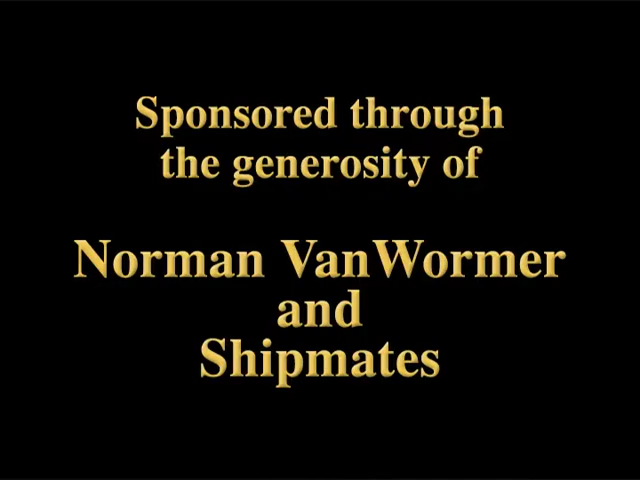 Sponsored through
the generosity of
Norman VanWormer
and
Shipmates